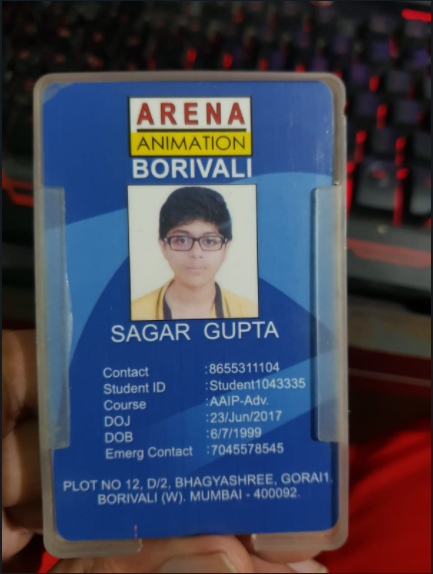 ARENA
ANIMATION
BORIVALI
SAGAR GUPTA
Contact :8655311104
Student ID :Student1043335
Course :AAIP-Adv.
DOJ :23/Jun/2017
DOB :6/7/1999
Emerg Contact :7045578545
PLOT NO 12, D/2, BHAGYASHREE, GORAI1,
BORIVALI (W). MUMBAI - 400092.